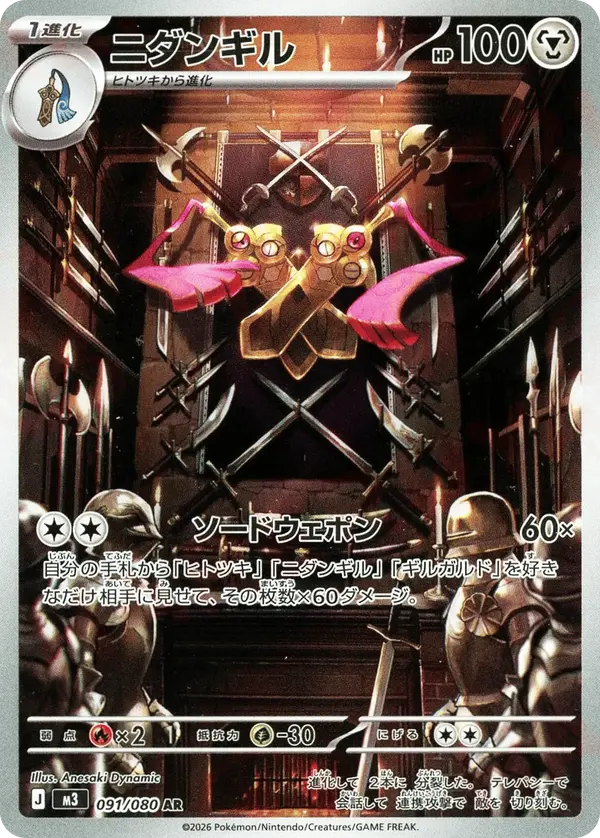 1進化
ニダンギル
HP 100
ヒトツキから進化
ソードウェポン 60×
自分の手札から「ヒトツキ」「ニダンギル」「ギルガルド」を好き
なだけ相手に見せて、その枚数×60ダメージ。
弱点 ×2 抵抗力 -30 にげる
Illus. Anesaki Dynamic
J M3 091/080 AR
進化して 2本に 分裂した。テレパシーで
会話して 連携攻撃で 敵を 切り刻む。
©2026 Pokémon/Nintendo/Creatures/GAME FREAK.